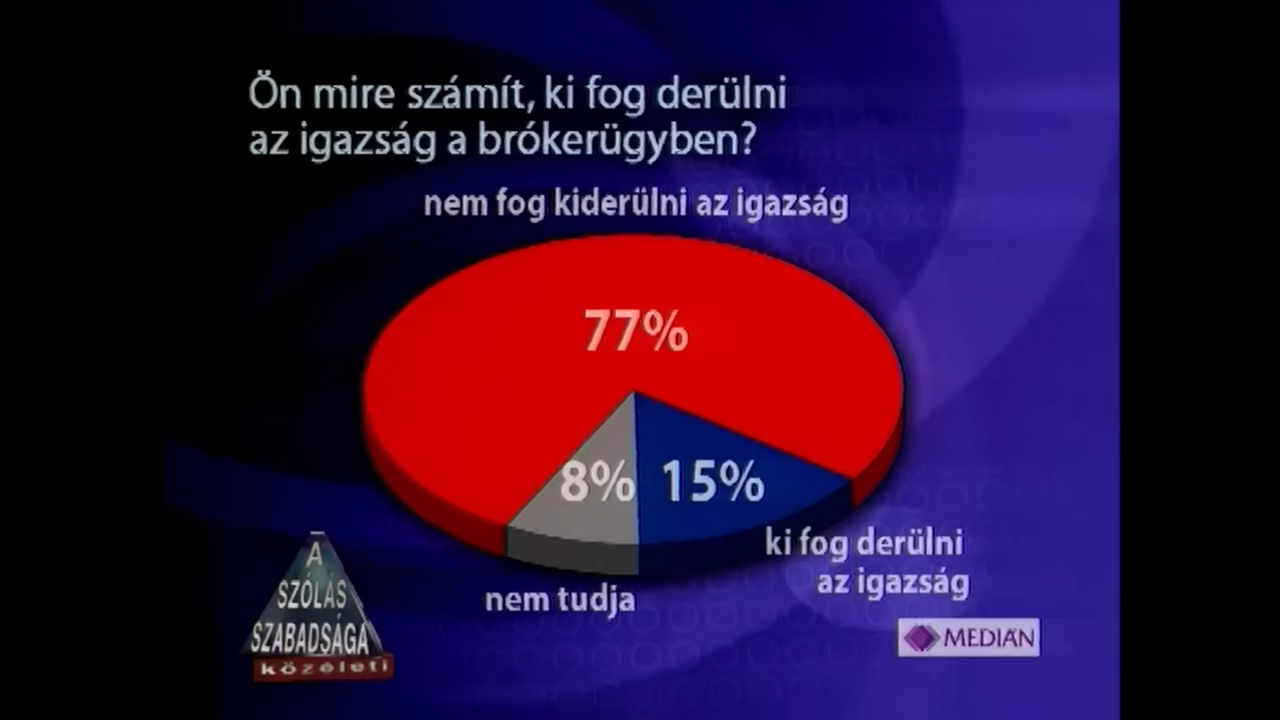 Ön mire számít, ki fog derülni
az igazság a brókerügyben?
nem fog kiderülni az igazság
77%
8%
15%
ki fog derülni
az igazság
nem tudja
A
SZÓLÁS
SZABADSÁGA
közéleti
MEDIÁN